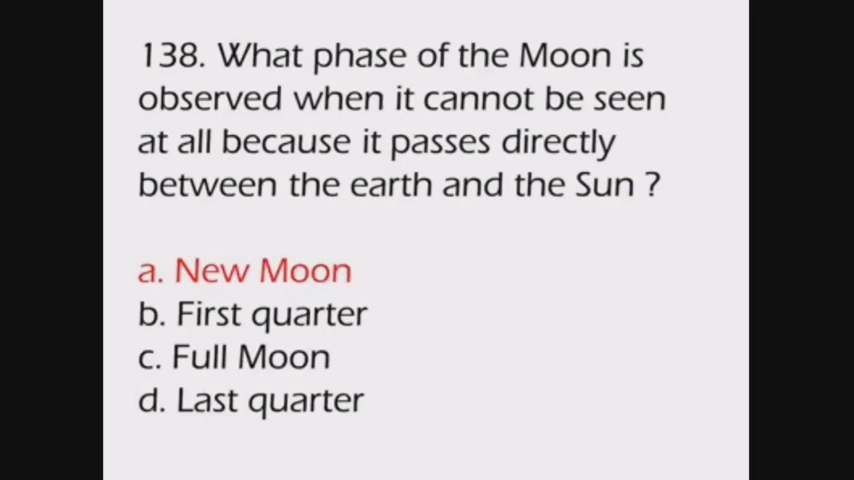 138. What phase of the Moon is
observed when it cannot be seen
at all because it passes directly
between the earth and the Sun ?
a. New Moon
b. First quarter
c. Full Moon
d. Last quarter